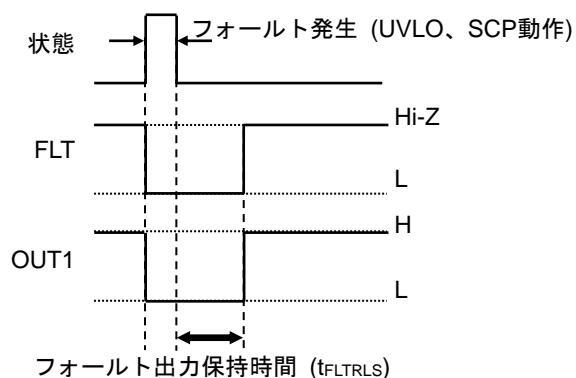 状態
フォールト発生 (UVLO、SCP動作)
Hi-Z
FLT
L
H
OUT1
L
フォールト出力保持時間 (tFLTRLS)